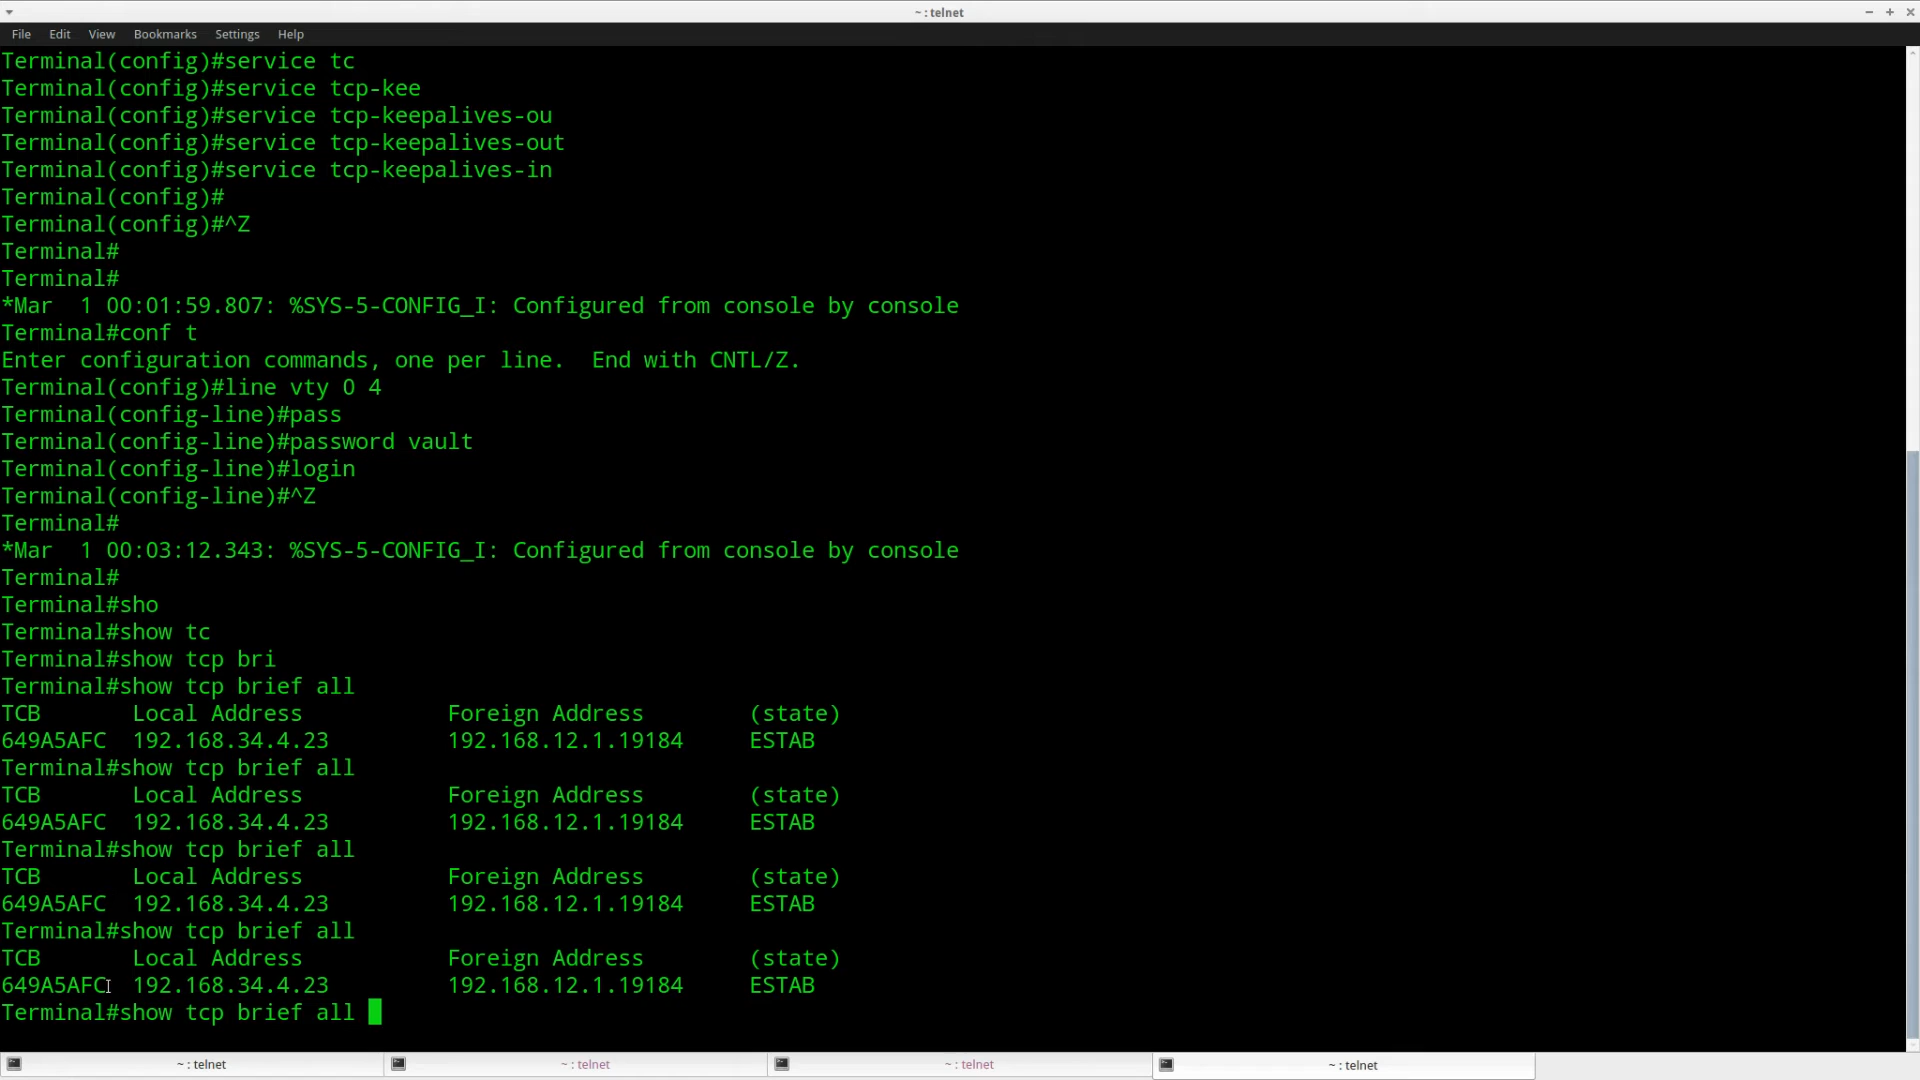 ~ : telnet
File Edit View Bookmarks Settings Help
Terminal(config)#service tc
Terminal(config)#service tcp-kee
Terminal(config)#service tcp-keepalives-ou
Terminal(config)#service tcp-keepalives-out
Terminal(config)#service tcp-keepalives-in
Terminal(config)#
Terminal(config)#^Z
Terminal#
Terminal#
*Mar  1 00:01:59.807: %SYS-5-CONFIG_I: Configured from console by console
Terminal#conf t
Enter configuration commands, one per line.  End with CNTL/Z.
Terminal(config)#line vty 0 4
Terminal(config-line)#pass
Terminal(config-line)#password vault
Terminal(config-line)#login
Terminal(config-line)#^Z
Terminal#
*Mar  1 00:03:12.343: %SYS-5-CONFIG_I: Configured from console by console
Terminal#
Terminal#sho
Terminal#show tc
Terminal#show tcp bri
Terminal#show tcp brief all
TCB       Local Address           Foreign Address        (state)
649A5AFC  192.168.34.4.23         192.168.12.1.19184     ESTAB
Terminal#show tcp brief all
TCB       Local Address           Foreign Address        (state)
649A5AFC  192.168.34.4.23         192.168.12.1.19184     ESTAB
Terminal#show tcp brief all
TCB       Local Address           Foreign Address        (state)
649A5AFC  192.168.34.4.23         192.168.12.1.19184     ESTAB
Terminal#show tcp brief all
TCB       Local Address           Foreign Address        (state)
649A5AFC  192.168.34.4.23         192.168.12.1.19184     ESTAB
Terminal#show tcp brief all
~ : telnet ~ : telnet ~ : telnet ~ : telnet